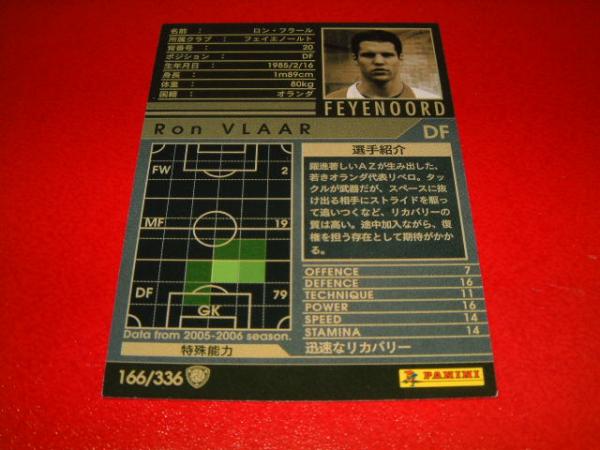 名前 : ロン・フラール
所属クラブ : フェイエノールト
背番号 : 20
ポジション : DF
生年月日 : 1985/2/16
身長 : 1m89cm
体重 : 80kg
国籍 : オランダ
FEYENOORD
Ron VLAAR
DF
FW 2
MF 19
DF 79
GK
Data from 2005-2006 season.
選手紹介
躍進著しいAZが生み出した、
若きオランダ代表リベロ。タッ
クルが武器だが、スペースに抜
け出る相手にストライドを駆っ
て追いつくなど、リカバリーの
質は高い。途中加入ながら、復
権を担う存在として期待がかか
る。
OFFENCE 7
DEFENCE 16
TECHNIQUE 11
POWER 16
SPEED 14
STAMINA 14
特殊能力
迅速なリカバリー
166/336
PANINI